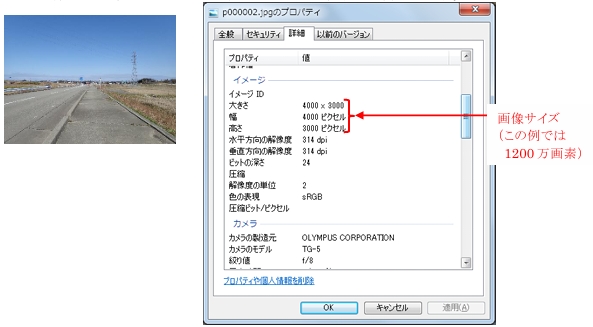 p000002.jpgのプロパティ
全般 セキュリティ 詳細 以前のバージョン
プロパティ 値
イメージ
イメージ ID
大きさ 4000 x 3000
幅 4000 ピクセル
高さ 3000 ピクセル
水平方向の解像度 314 dpi
垂直方向の解像度 314 dpi
ビットの深さ 24
圧縮
解像度の単位 2
色の表現 sRGB
圧縮ビット/ピクセル
カメラ
カメラの製造元 OLYMPUS CORPORATION
カメラのモデル TG-5
絞り値 f/8
プロパティや個人情報を削除
OK キャンセル 適用(A)
画像サイズ
(この例では
1200 万画素)